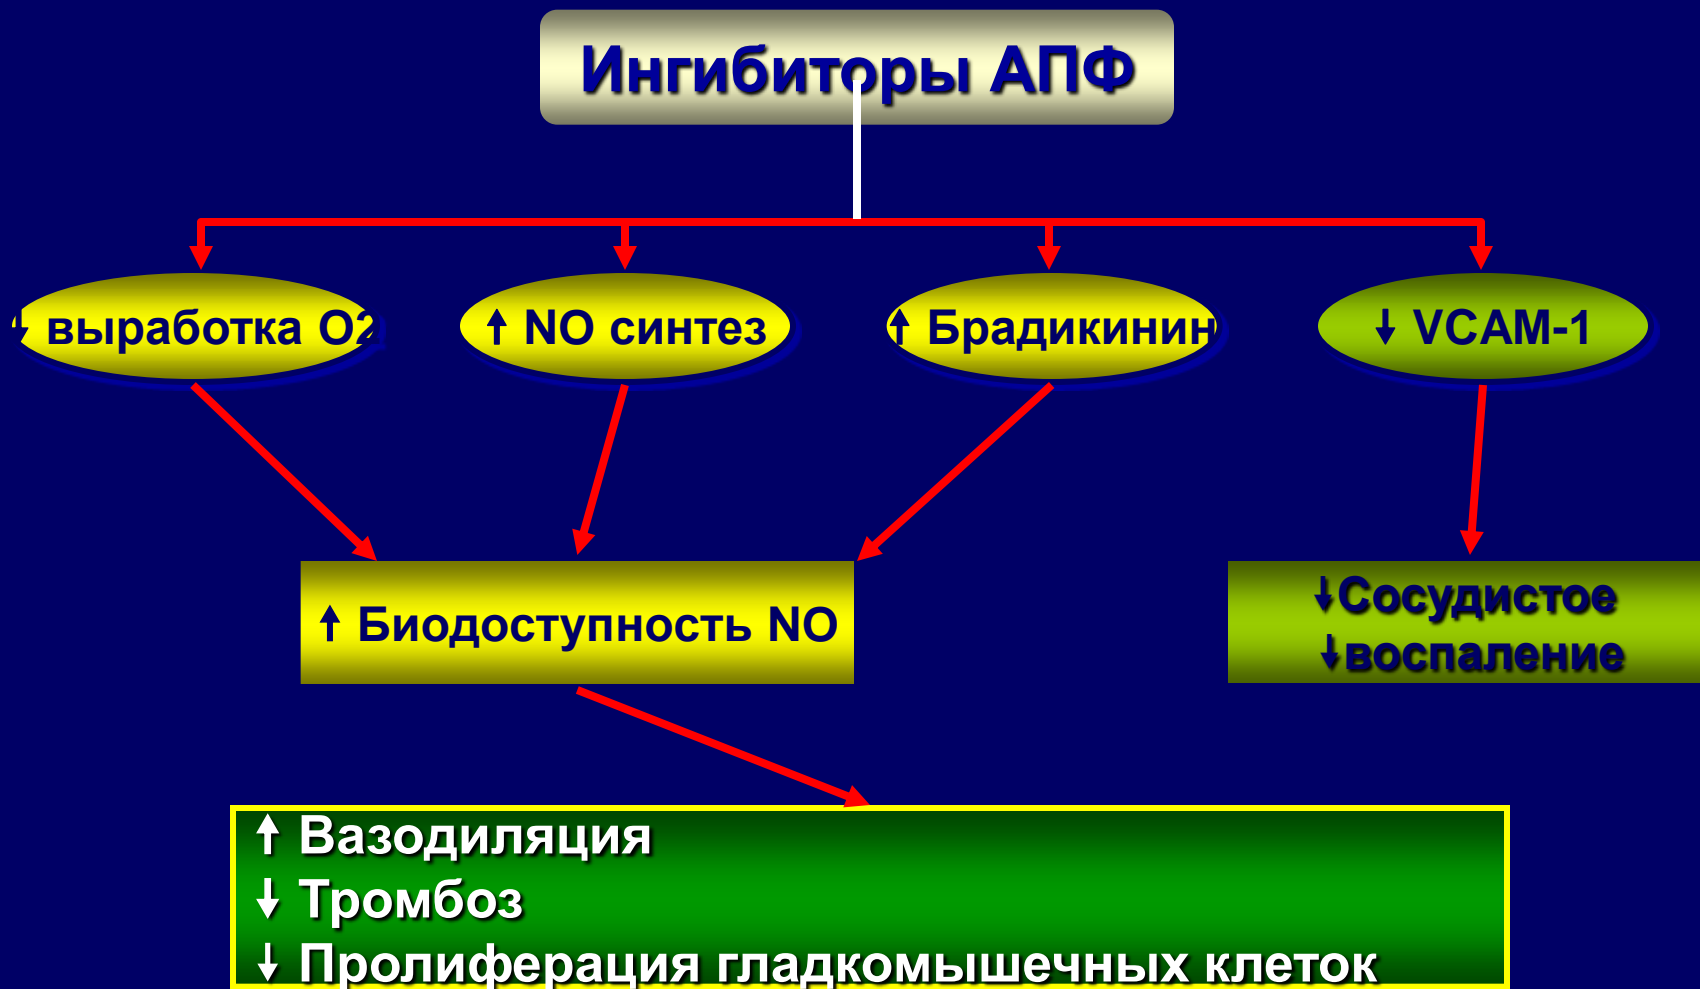 Ингибиторы АПФ
↓ выработка О2
↑ NO синтез
↑ Брадикинин
↓ VCAM-1
↑ Биодоступность NO
↓Сосудистое
↓воспаление
↑ Вазодиляция
↓ Тромбоз
↓ Пролиферация гладкомышечных клеток